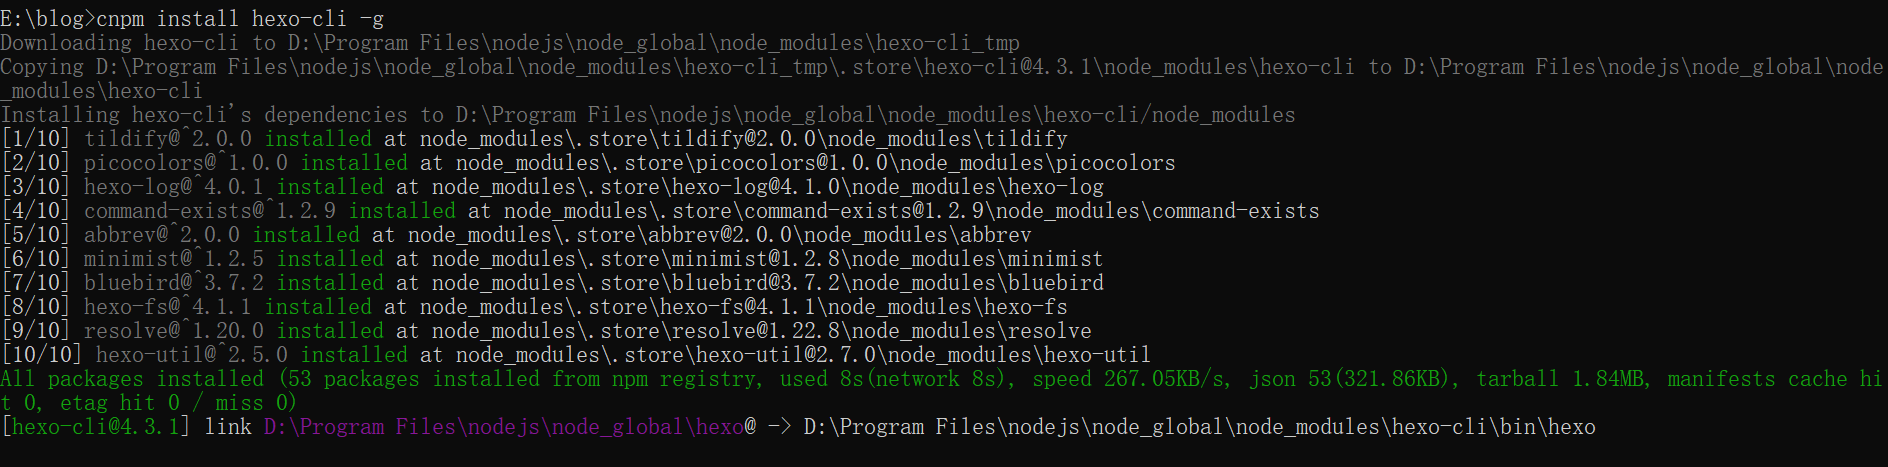 E:\blog>cnpm install hexo-cli -g
Downloading hexo-cli to D:\Program Files\nodejs\node_global\node_modules\hexo-cli_tmp
Copying D:\Program Files\nodejs\node_global\node_modules\hexo-cli_tmp\.store\hexo-cli@4.3.1\node_modules\hexo-cli to D:\Program Files\nodejs\node_global\node
_modules\hexo-cli
Installing hexo-cli's dependencies to D:\Program Files\nodejs\node_global\node_modules\hexo-cli/node_modules
[1/10] tildify@^2.0.0 installed at node_modules\.store\tildify@2.0.0\node_modules\tildify
[2/10] picocolors@^1.0.0 installed at node_modules\.store\picocolors@1.0.0\node_modules\picocolors
[3/10] hexo-log@^4.0.1 installed at node_modules\.store\hexo-log@4.1.0\node_modules\hexo-log
[4/10] command-exists@^1.2.9 installed at node_modules\.store\command-exists@1.2.9\node_modules\command-exists
[5/10] abbrev@^2.0.0 installed at node_modules\.store\abbrev@2.0.0\node_modules\abbrev
[6/10] minimist@^1.2.5 installed at node_modules\.store\minimist@1.2.8\node_modules\minimist
[7/10] bluebird@^3.7.2 installed at node_modules\.store\bluebird@3.7.2\node_modules\bluebird
[8/10] hexo-fs@^4.1.1 installed at node_modules\.store\hexo-fs@4.1.1\node_modules\hexo-fs
[9/10] resolve@^1.20.0 installed at node_modules\.store\resolve@1.22.8\node_modules\resolve
[10/10] hexo-util@^2.5.0 installed at node_modules\.store\hexo-util@2.7.0\node_modules\hexo-util
All packages installed (53 packages installed from npm registry, used 8s(network 8s), speed 267.05KB/s, json 53(321.86KB), tarball 1.84MB, manifests cache hi
t 0, etag hit 0 / miss 0)
[hexo-cli@4.3.1] link D:\Program Files\nodejs\node_global\hexo@ -> D:\Program Files\nodejs\node_global\node_modules\hexo-cli\bin\hexo